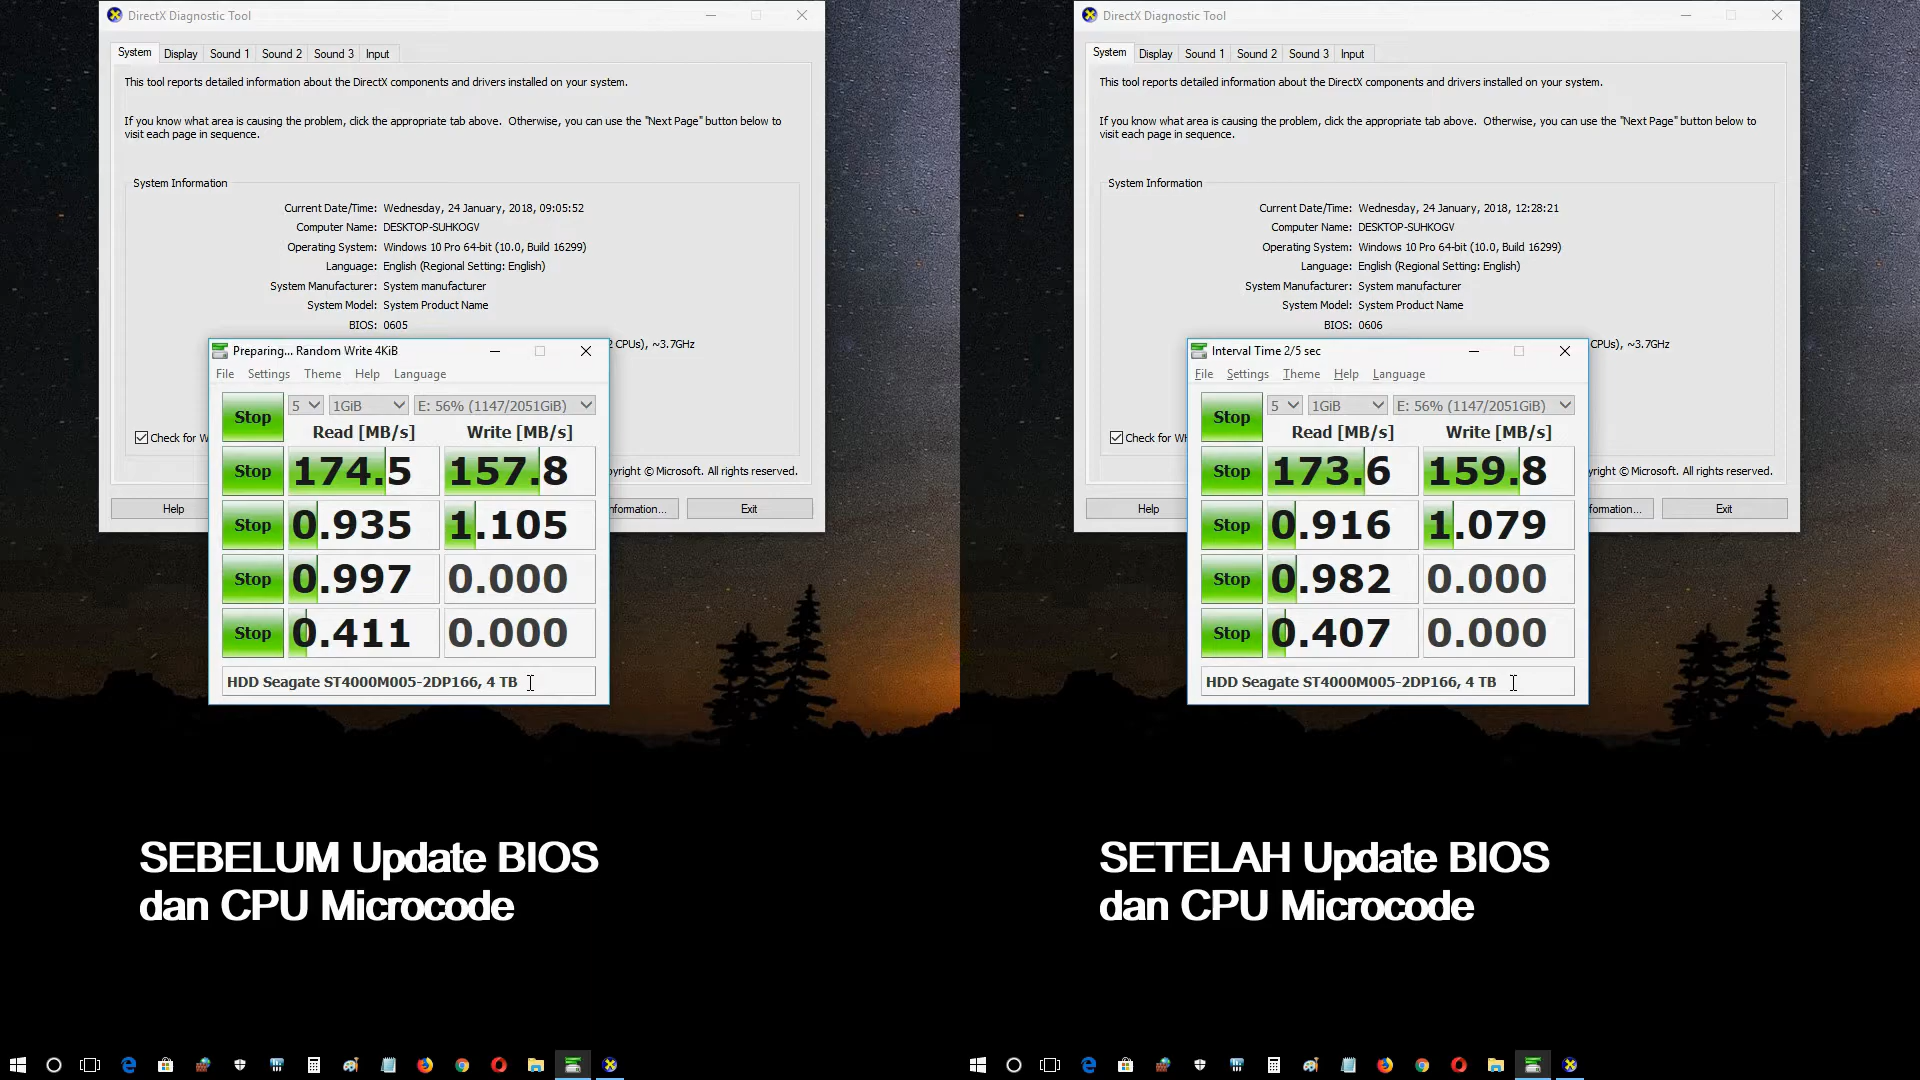 DirectX Diagnostic Tool
System Display Sound 1 Sound 2 Sound 3 Input
This tool reports detailed information about the DirectX components and drivers installed on your system.
If you know what area is causing the problem, click the appropriate tab above. Otherwise, you can use the "Next Page" button below to
visit each page in sequence.
System Information
Current Date/Time: Wednesday, 24 January, 2018, 09:05:52
Computer Name: DESKTOP-SUHKOGV
Operating System: Windows 10 Pro 64-bit (10.0, Build 16299)
Language: English (Regional Setting: English)
System Manufacturer: System manufacturer
System Model: System Product Name
BIOS: 0605
2 CPUs), ~3.7GHz
Check for W
yright © Microsoft. All rights reserved.
Help
formation...
Exit
Preparing... Random Write 4KiB
File Settings Theme Help Language
Stop 5 1GiB E: 56% (1147/2051GiB)
Read [MB/s] Write [MB/s]
Stop 174.5 157.8
Stop 0.935 1.105
Stop 0.997 0.000
Stop 0.411 0.000
HDD Seagate ST4000M005-2DP166, 4 TB
SEBELUM Update BIOS
dan CPU Microcode
DirectX Diagnostic Tool
System Display Sound 1 Sound 2 Sound 3 Input
This tool reports detailed information about the DirectX components and drivers installed on your system.
If you know what area is causing the problem, click the appropriate tab above. Otherwise, you can use the "Next Page" button below to
visit each page in sequence.
System Information
Current Date/Time: Wednesday, 24 January, 2018, 12:28:21
Computer Name: DESKTOP-SUHKOGV
Operating System: Windows 10 Pro 64-bit (10.0, Build 16299)
Language: English (Regional Setting: English)
System Manufacturer: System manufacturer
System Model: System Product Name
BIOS: 0606
CPUs), ~3.7GHz
Check for WH
right © Microsoft. All rights reserved.
Help
formation...
Exit
Interval Time 2/5 sec
File Settings Theme Help Language
Stop 5 1GiB E: 56% (1147/2051GiB)
Read [MB/s] Write [MB/s]
Stop 173.6 159.8
Stop 0.916 1.079
Stop 0.982 0.000
Stop 0.407 0.000
HDD Seagate ST4000M005-2DP166, 4 TB
SETELAH Update BIOS
dan CPU Microcode